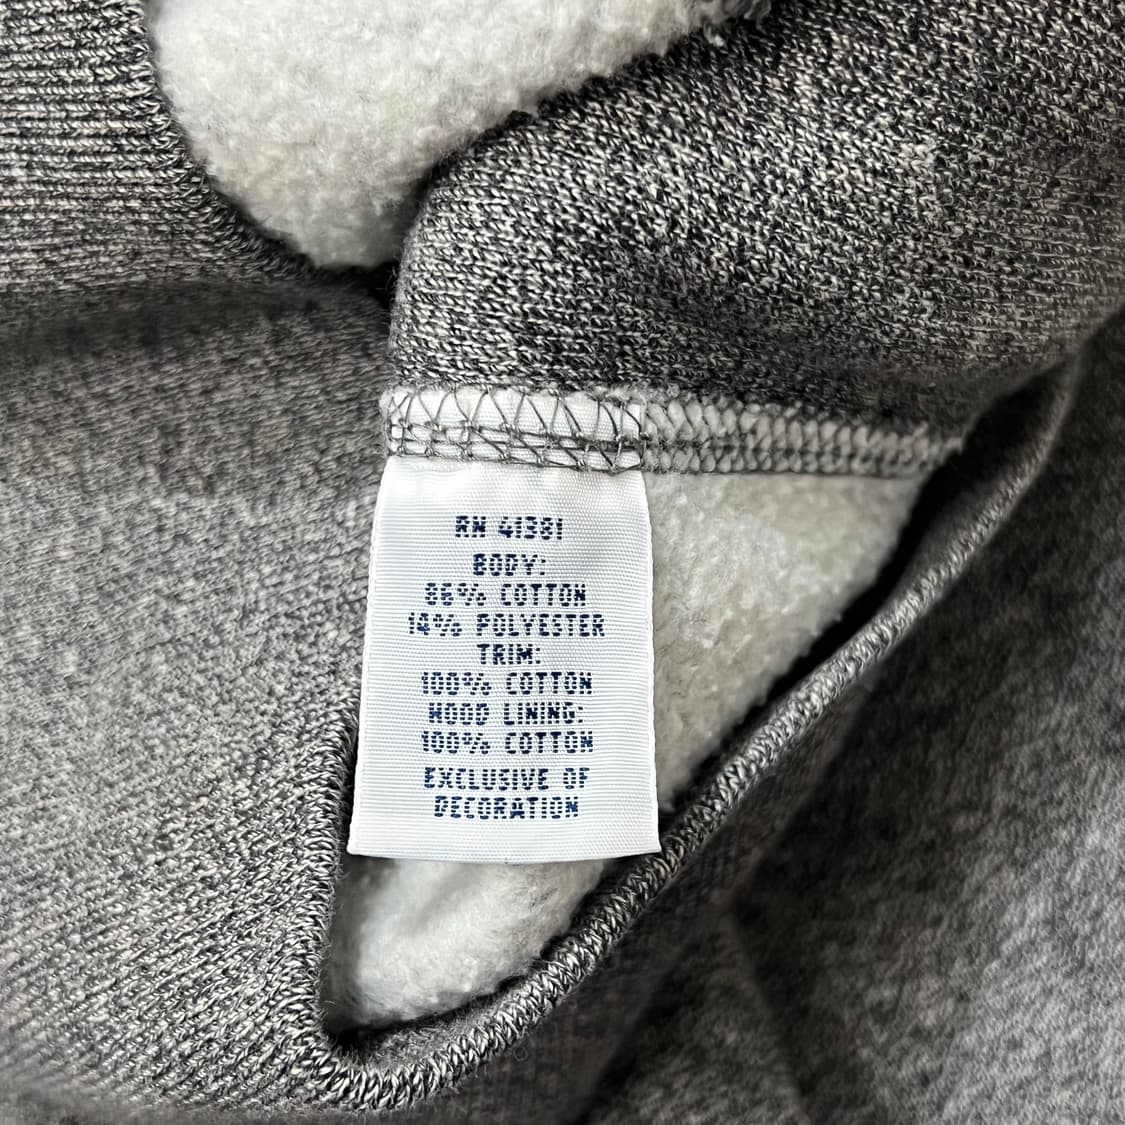 RN 41381
BODY:
86% COTTON
14% POLYESTER
TRIM:
100% COTTON
HOOD LINING:
100% COTTON
EXCLUSIVE OF
DECORATION